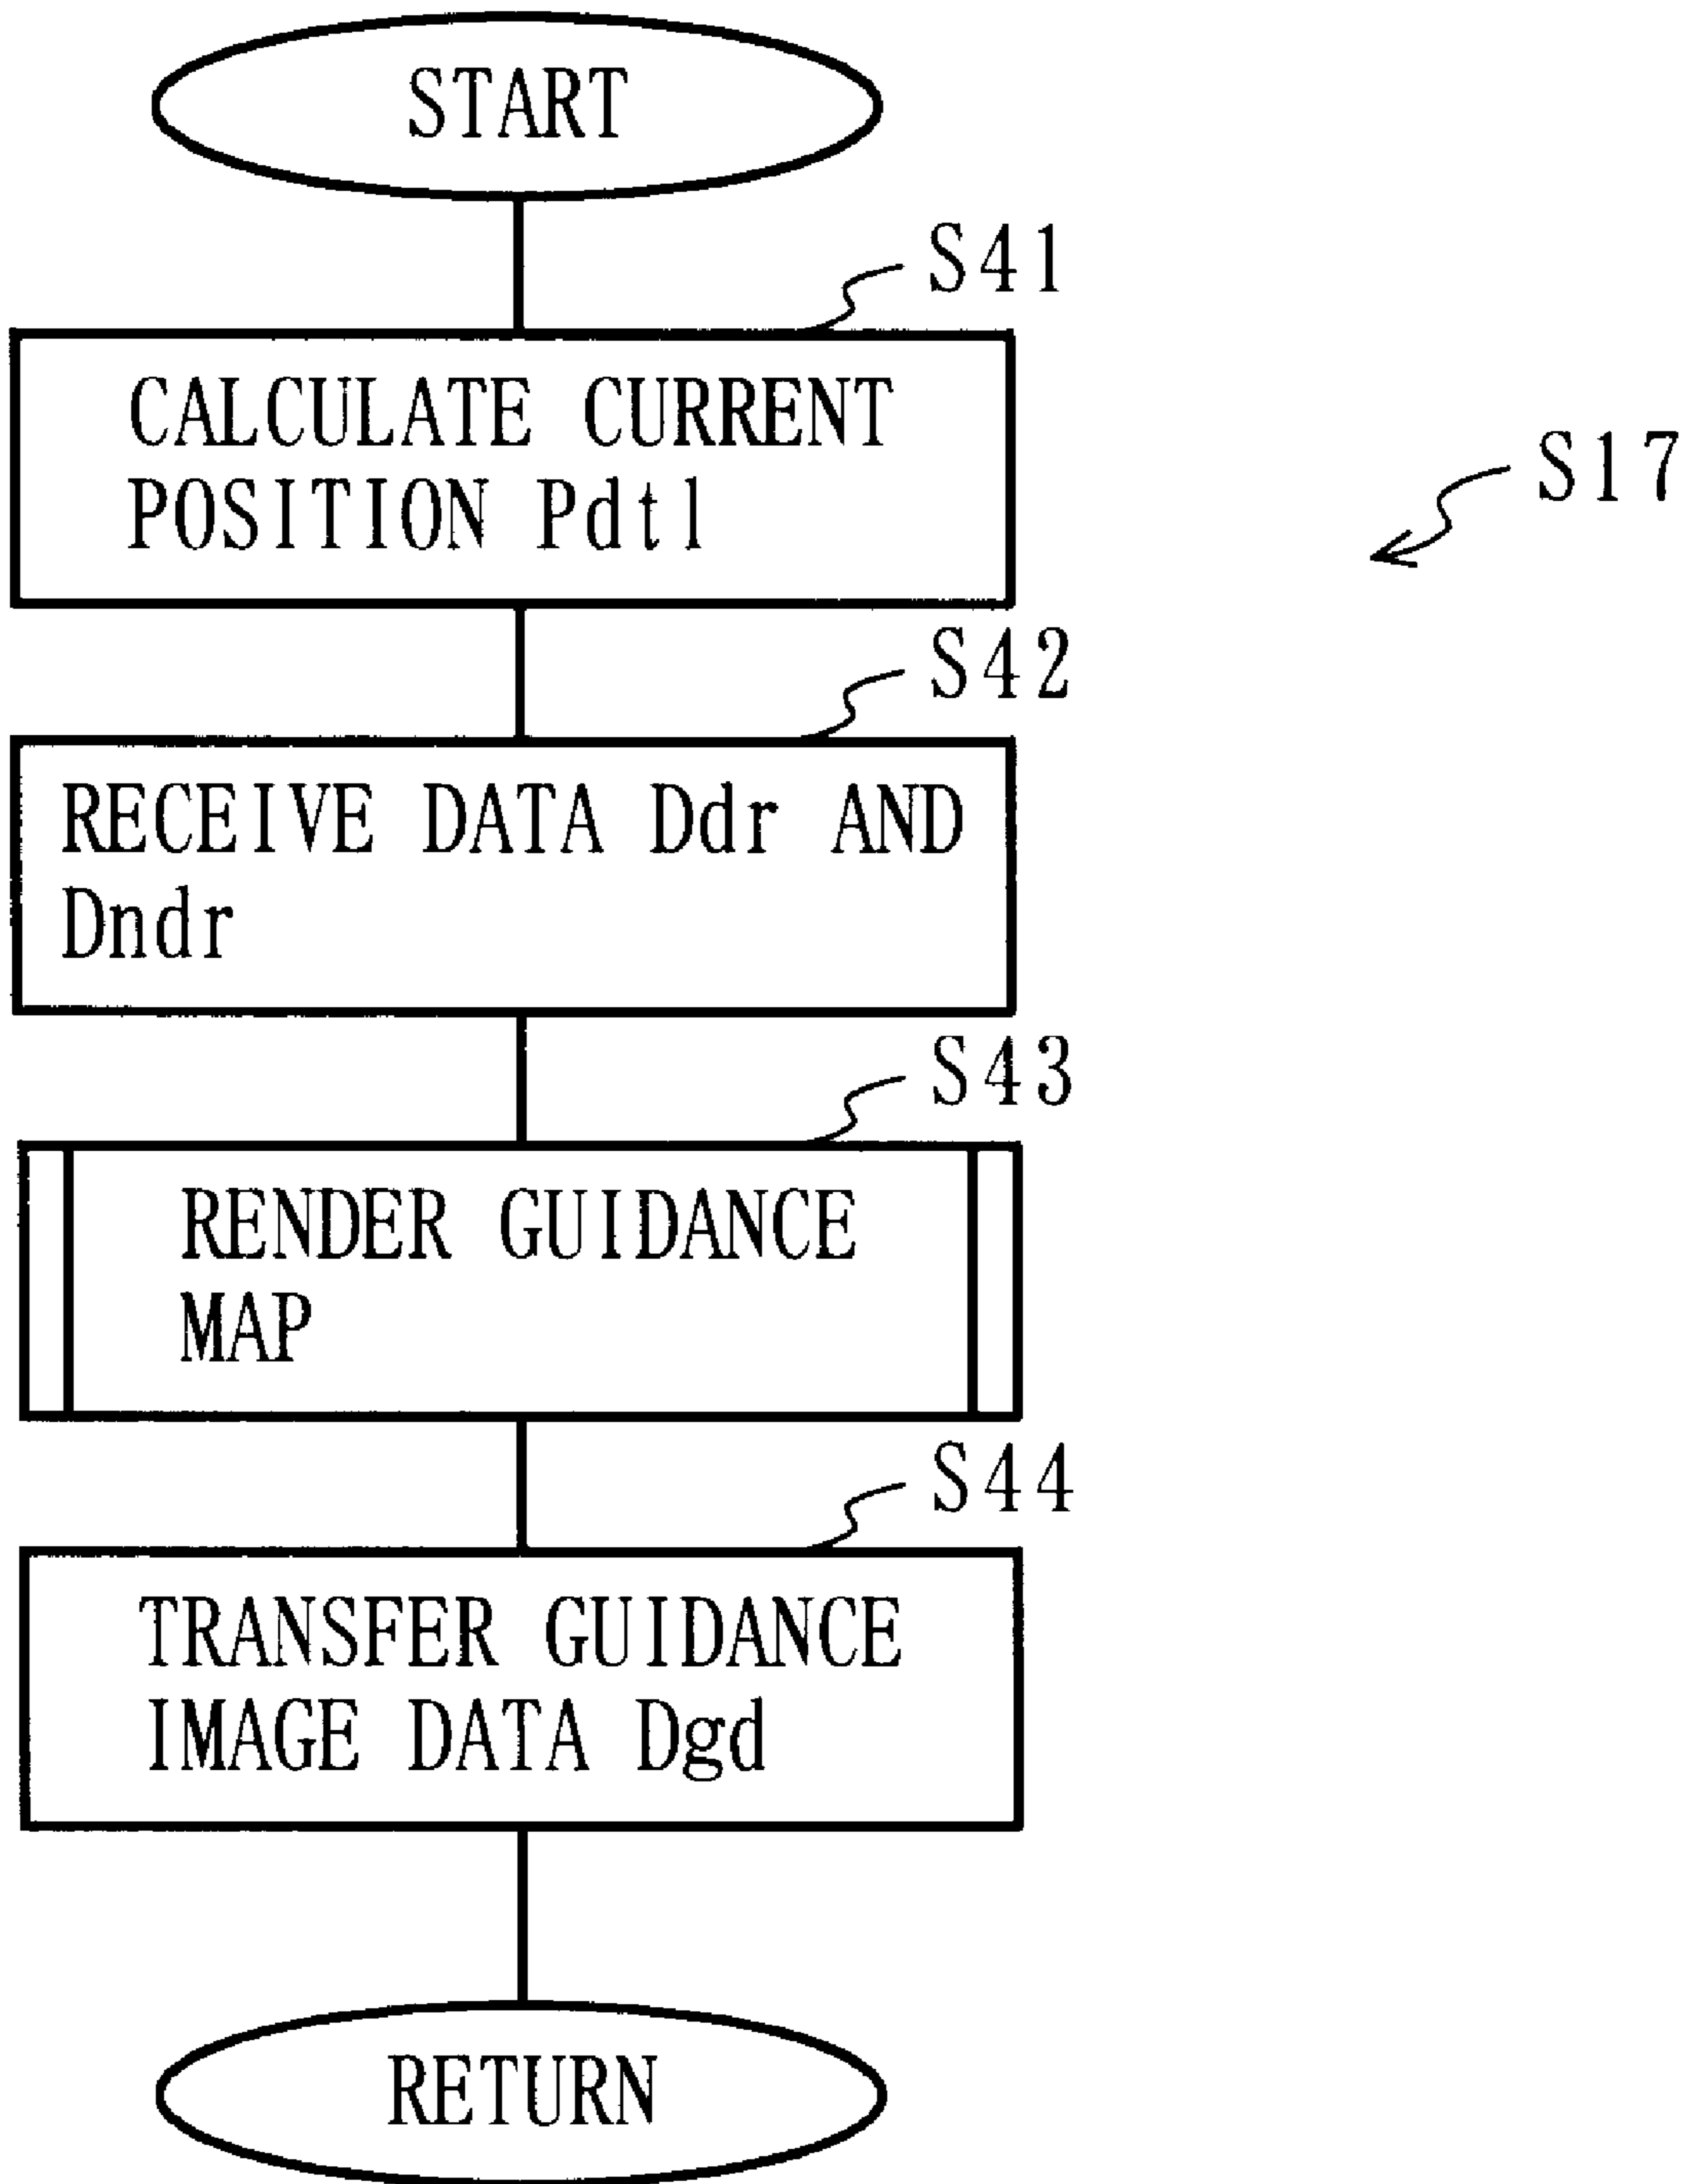 START
S41
CALCULATE CURRENT
POSITION Pdtl
S17
S42
RECEIVE DATA Ddr AND
Dndr
S43
RENDER GUIDANCE
MAP
S44
TRANSFER GUIDANCE
IMAGE DATA Dgd
RETURN